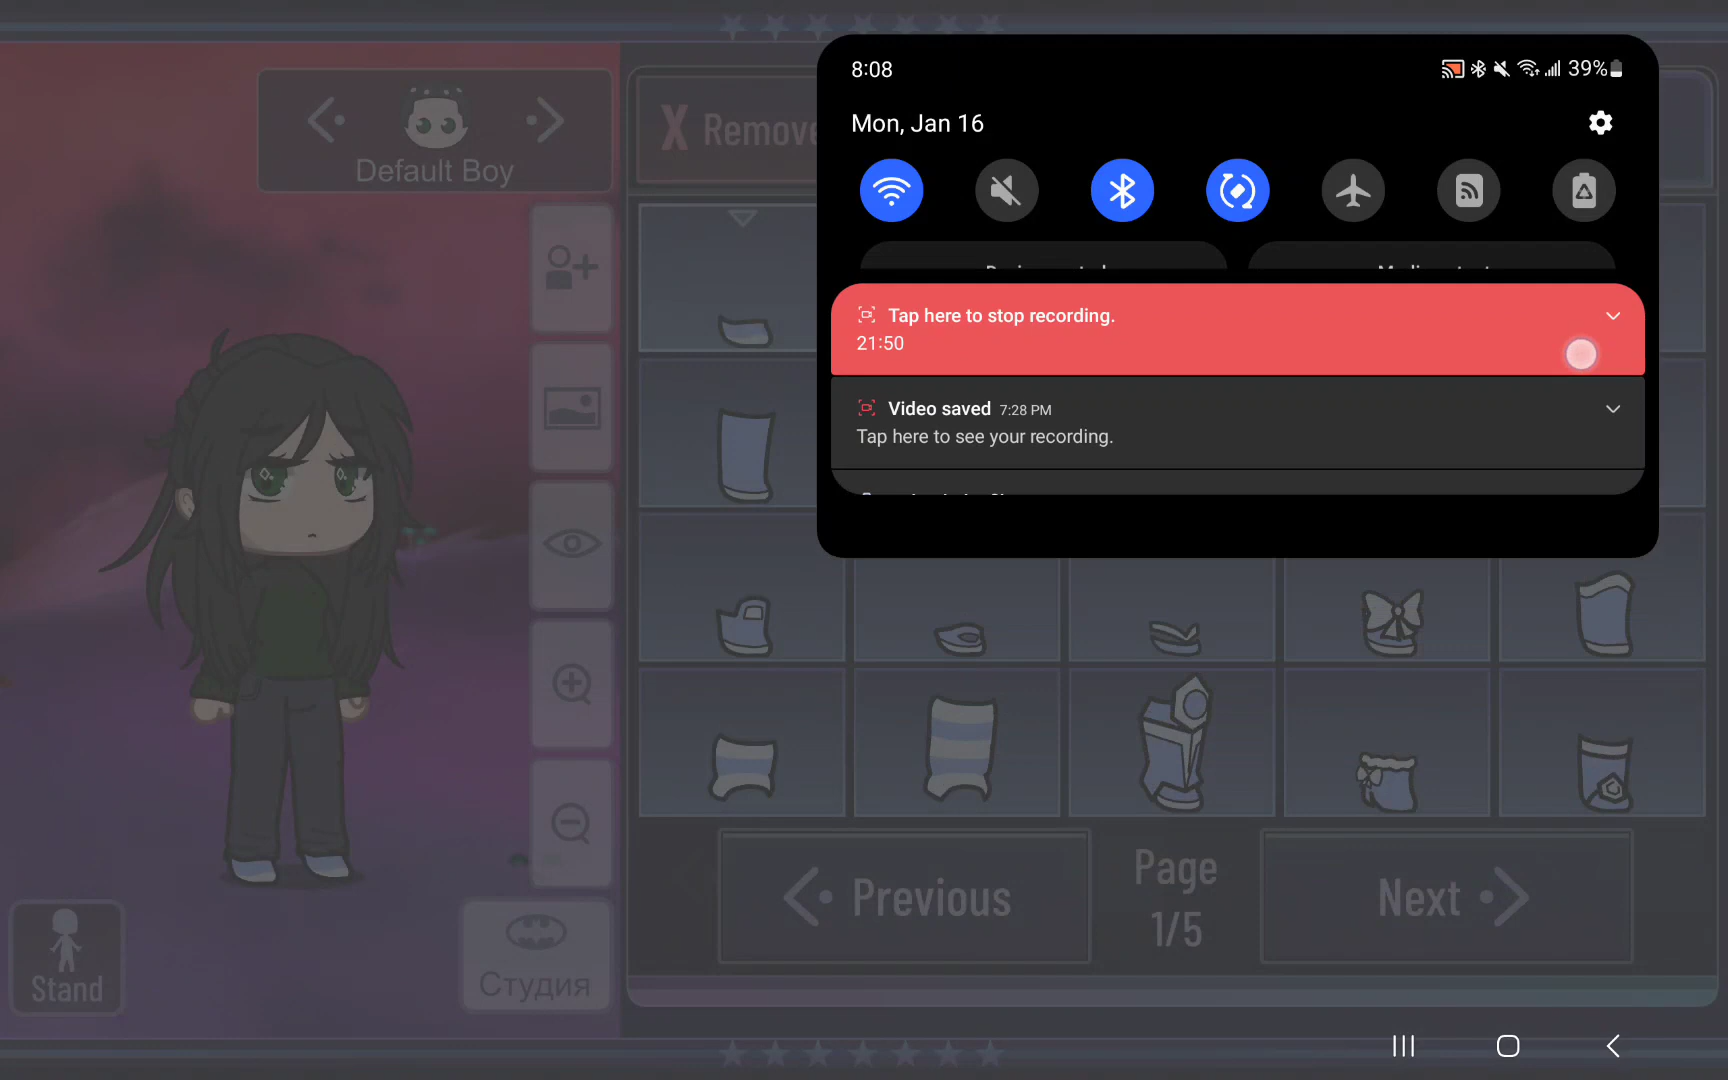 8:08
39%
Mon, Jan 16
Tap here to stop recording.
21:50
Video saved 7:28 PM
Tap here to see your recording.
Default Boy
X Remove
Previous
Page
1/5
Next
Stand
Студия